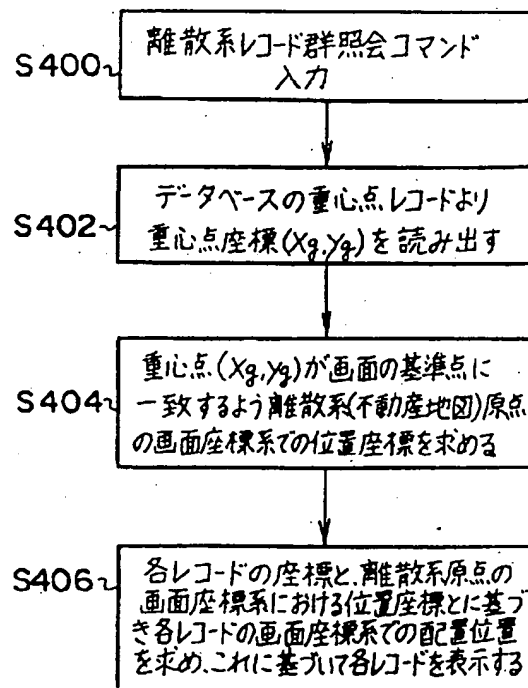 S400
離散系レコード群照会コマンド
入力
S402
データベースの重心点レコードより
重心点座標(Xg,Yg)を読み出す
S404
重心点(Xg,Yg)が画面の基準点に
一致するよう離散系(不動産地図)原点
の画面座標系での位置座標を求める
S406
各レコードの座標と、離散系原点の
画面座標系における位置座標とに基づ
き各レコードの画面座標系での配置位置
を求め、これに基づいて各レコードを表示する